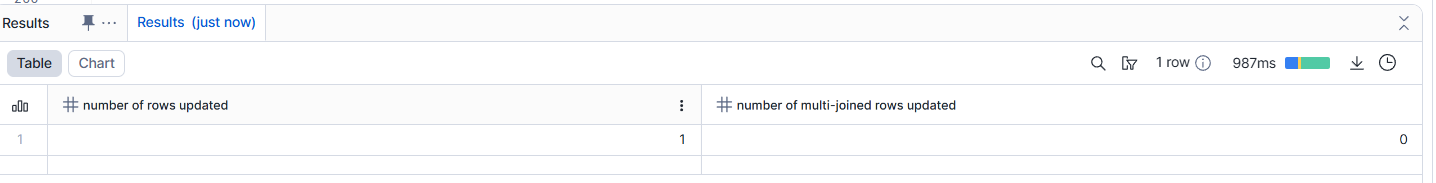 Results ... Results (just now)
Table Chart 1 row 987ms
number of rows updated number of multi-joined rows updated
1 1 0